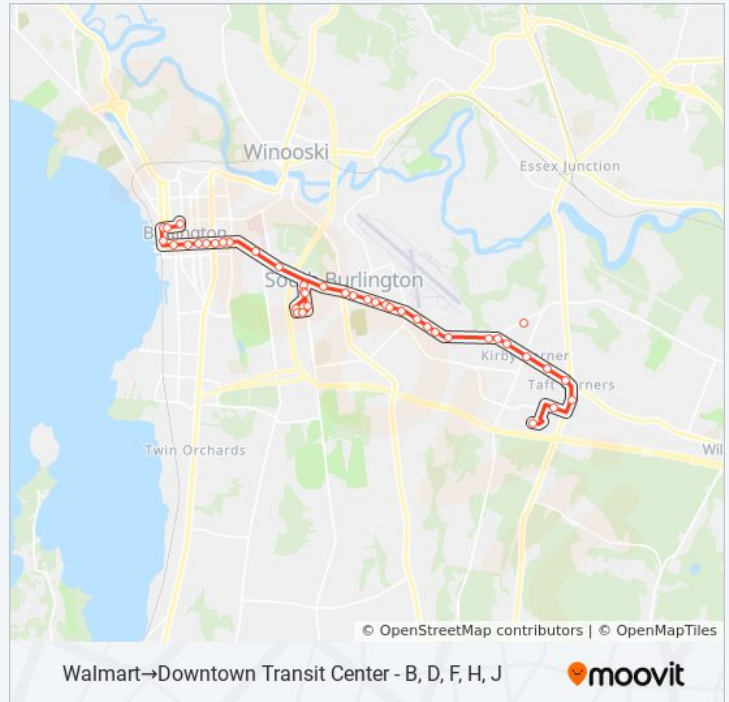 Winooski
Essex Junction
Burlington
South Burlington
Kirby Corner
Taft Corners
Twin Orchards
Wil
© OpenStreetMap contributors | © OpenMapTiles
Walmart→Downtown Transit Center - B, D, F, H, J
moovit